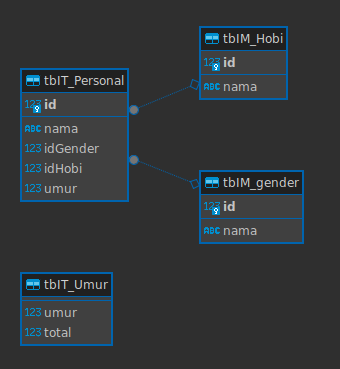 tbIM_Hobi
123 id
ABC nama
tbIT_Personal
123 id
ABC nama
123 idGender
123 idHobi
123 umur
tbIM_gender
123 id
ABC nama
tbIT_Umur
123 umur
123 total